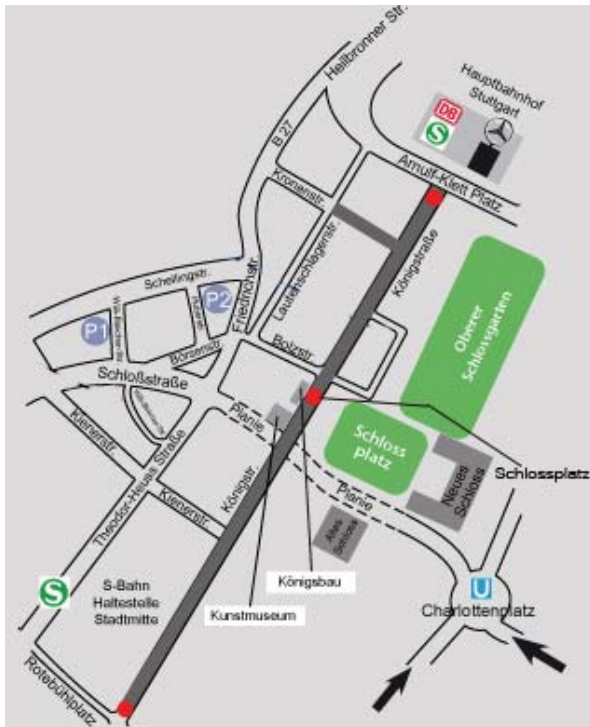 Heilbronner Str.
Hauptbahnhof
Stuttgart
DB
S
B 27
Arnulf-Klett Platz
Kronenstr.
Lautenschlagerstr.
Königstraße
Oberer
Schlossgarten
Schellingstr.
P1
P2
Friedrichstr.
Börsenstr.
Bolzstr.
Schloßstraße
Planie
Schloss
platz
Neues
Schloss
Schlossplatz
Kienerstr.
Theodor-Heuss Straße
Königstr.
Kienerstr.
Planie
Altes
Schloss
Königsbau
Kunstmuseum
U
Charlottenplatz
S
S-Bahn
Haltestelle
Stadtmitte
Rotebühlplatz